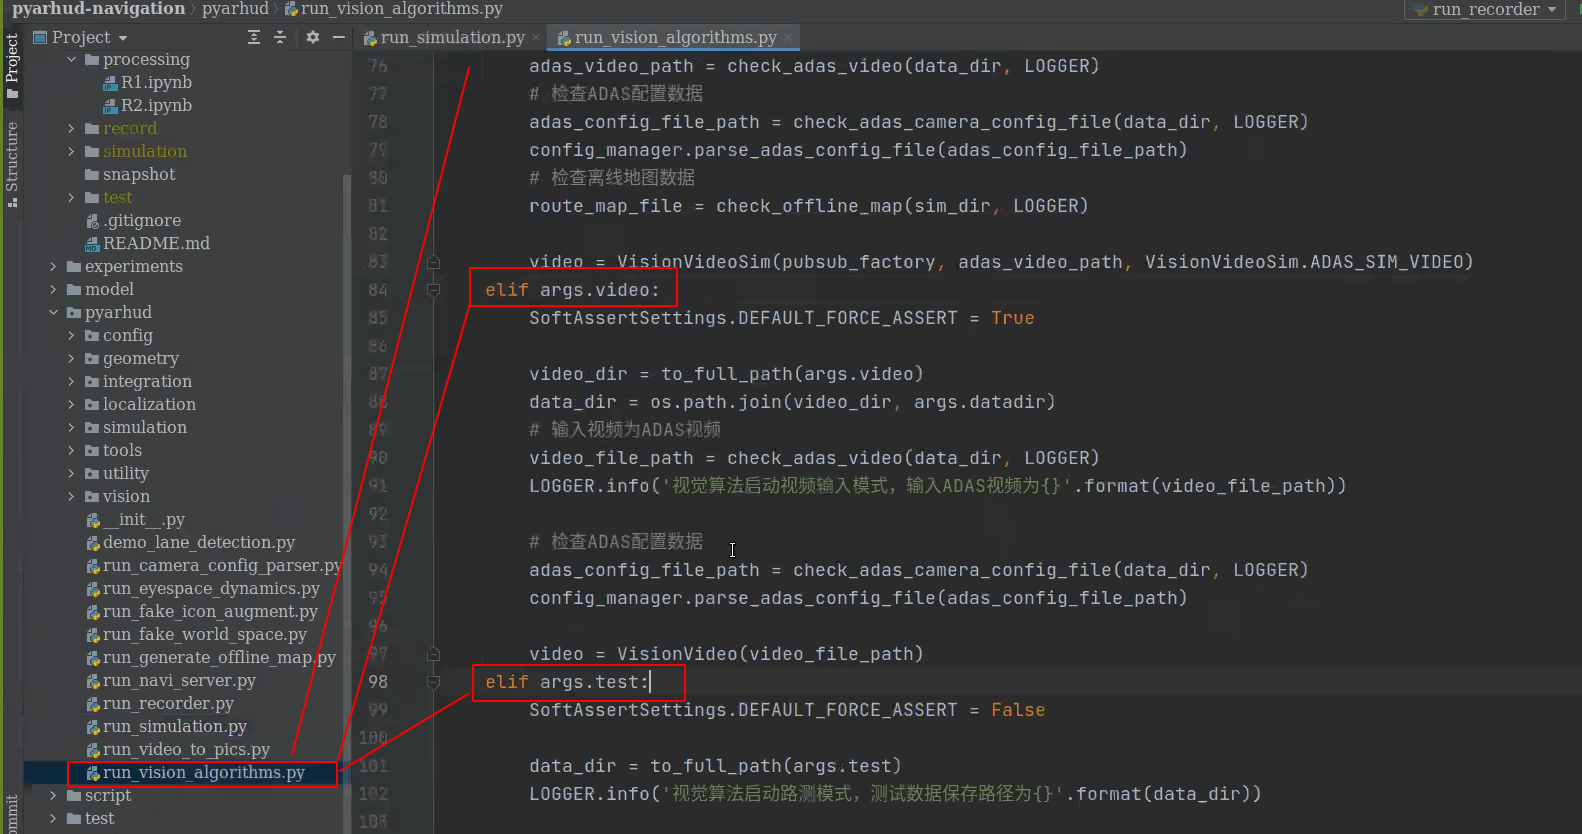 pyarhud-navigation pyarhud run_vision_algorithms.py
run_recorder
Project
run_simulation.py
run_vision_algorithms.py
Project
Structure
ommit
processing
R1.ipynb
R2.ipynb
record
simulation
snapshot
test
.gitignore
README.md
experiments
model
pyarhud
config
geometry
integration
localization
simulation
tools
utility
vision
__init__.py
demo_lane_detection.py
run_camera_config_parser.py
run_eyespace_dynamics.py
run_fake_icon_augment.py
run_fake_world_space.py
run_generate_offline_map.py
run_navi_server.py
run_recorder.py
run_simulation.py
run_video_to_pics.py
run_vision_algorithms.py
script
test
76 adas_video_path = check_adas_video(data_dir, LOGGER)
77 # 检查ADAS配置数据
78 adas_config_file_path = check_adas_camera_config_file(data_dir, LOGGER)
79 config_manager.parse_adas_config_file(adas_config_file_path)
80 # 检查离线地图数据
81 route_map_file = check_offline_map(sim_dir, LOGGER)
82
83 video = VisionVideoSim(pubsub_factory, adas_video_path, VisionVideoSim.ADAS_SIM_VIDEO)
84 elif args.video:
85 SoftAssertSettings.DEFAULT_FORCE_ASSERT = True
86
87 video_dir = to_full_path(args.video)
88 data_dir = os.path.join(video_dir, args.datadir)
89 # 输入视频为ADAS视频
90 video_file_path = check_adas_video(data_dir, LOGGER)
91 LOGGER.info('视觉算法启动视频输入模式，输入ADAS视频为{}'.format(video_file_path))
92
93 # 检查ADAS配置数据
94 adas_config_file_path = check_adas_camera_config_file(data_dir, LOGGER)
95 config_manager.parse_adas_config_file(adas_config_file_path)
96
97 video = VisionVideo(video_file_path)
98 elif args.test:
99 SoftAssertSettings.DEFAULT_FORCE_ASSERT = False
100
101 data_dir = to_full_path(args.test)
102 LOGGER.info('视觉算法启动路测模式，测试数据保存路径为{}'.format(data_dir))
103